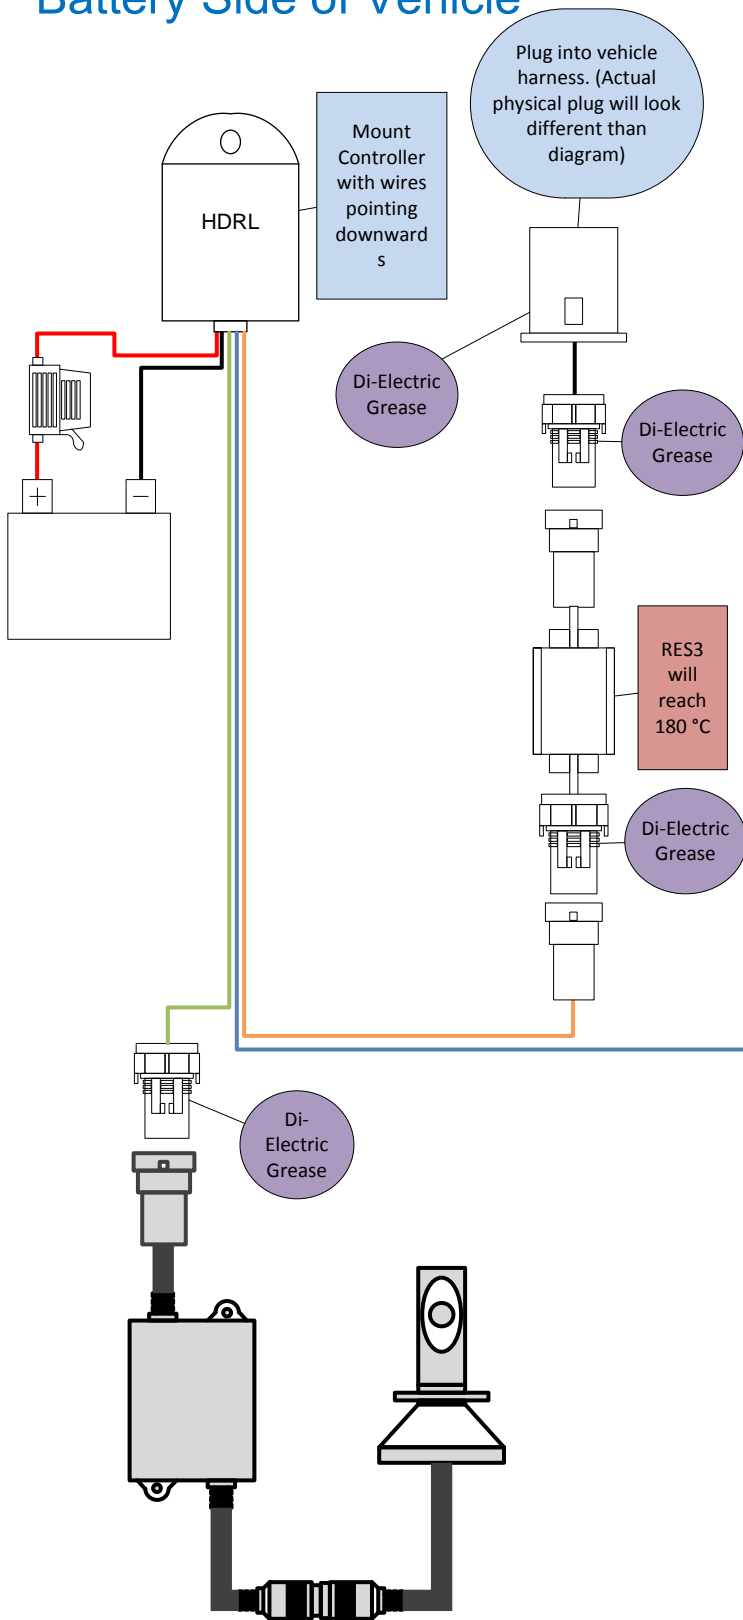 Battery Side of Vehicle
Plug into vehicle
harness. (Actual
physical plug will look
different than
diagram)
Mount
Controller
with wires
pointing
downward
s
HDRL
Di-Electric
Grease
Di-Electric
Grease
+
−
RES3
will
reach
180 °C
Di-Electric
Grease
Di-
Electric
Grease